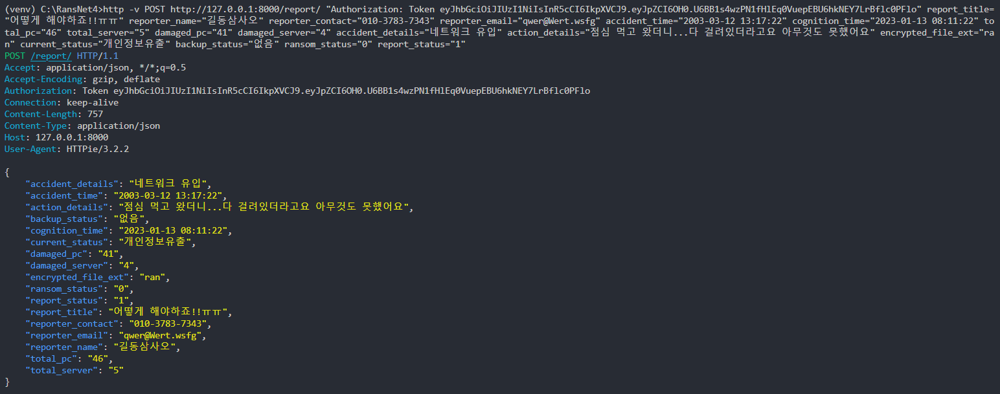 (venv) C:\RansNet4>http -v POST http://127.0.0.1:8000/report/ "Authorization: Token eyJhbGciOiJIUzI1NiIsInR5cCI6IkpXVCJ9.eyJpZCI6OH0.U6BB1s4wzPN1fHlEq0VuepEBU6hkNEY7LrBflc0PFlo" report_title=
"어떻게 해야하죠!!ㅠㅠ" reporter_name="길동삼사오" reporter_contact="010-3783-7343" reporter_email="qwer@Wert.wsfg" accident_time="2003-03-12 13:17:22" cognition_time="2023-01-13 08:11:22" to
tal_pc="46" total_server="5" damaged_pc="41" damaged_server="4" accident_details="네트워크 유입" action_details="점심 먹고 왔더니...다 걸려있더라고요 아무것도 못했어요" encrypted_file_ext="ra
n" current_status="개인정보유출" backup_status="없음" ransom_status="0" report_status="1"
POST /report/ HTTP/1.1
Accept: application/json, */*;q=0.5
Accept-Encoding: gzip, deflate
Authorization: Token eyJhbGciOiJIUzI1NiIsInR5cCI6IkpXVCJ9.eyJpZCI6OH0.U6BB1s4wzPN1fHlEq0VuepEBU6hkNEY7LrBflc0PFlo
Connection: keep-alive
Content-Length: 757
Content-Type: application/json
Host: 127.0.0.1:8000
User-Agent: HTTPie/3.2.2
{
"accident_details": "네트워크 유입",
"accident_time": "2003-03-12 13:17:22",
"action_details": "점심 먹고 왔더니...다 걸려있더라고요 아무것도 못했어요",
"backup_status": "없음",
"cognition_time": "2023-01-13 08:11:22",
"current_status": "개인정보유출",
"damaged_pc": "41",
"damaged_server": "4",
"encrypted_file_ext": "ran",
"ransom_status": "0",
"report_status": "1",
"report_title": "어떻게 해야하죠!!ㅠㅠ",
"reporter_contact": "010-3783-7343",
"reporter_email": "qwer@Wert.wsfg",
"reporter_name": "길동삼사오",
"total_pc": "46",
"total_server": "5"
}